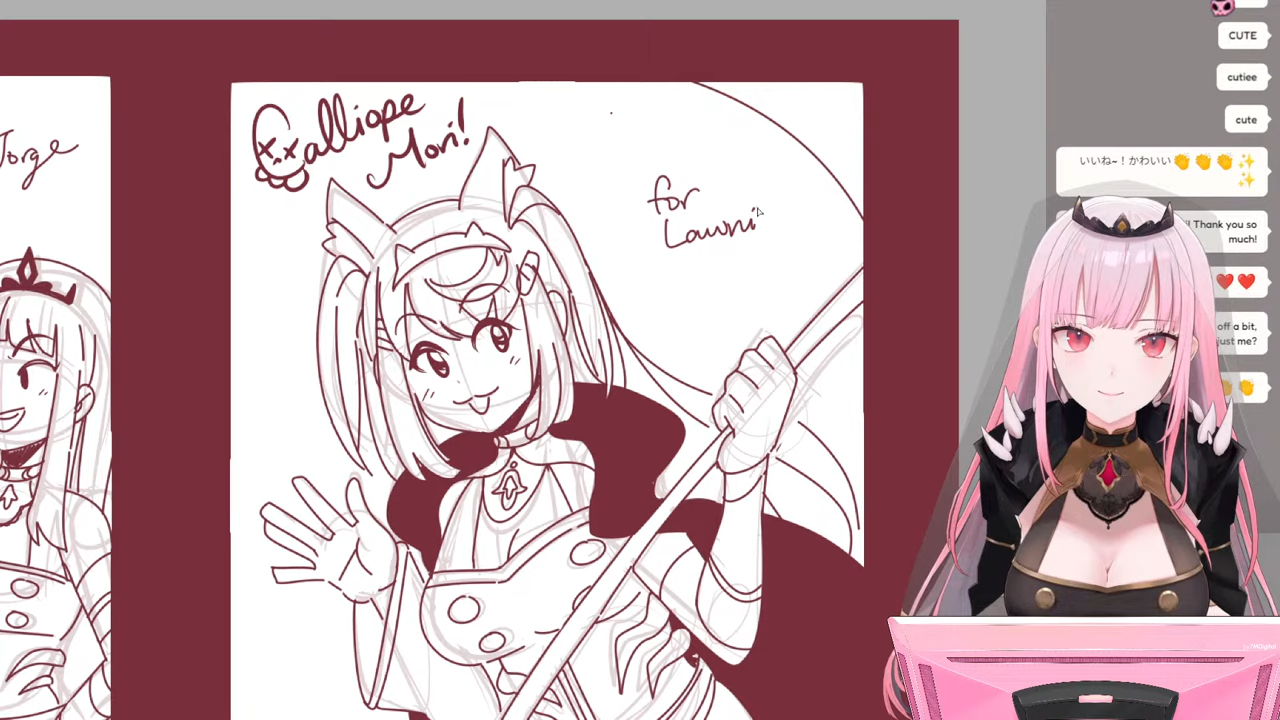 Jorge
Calliope
Mori!
for
Lawni
CUTE
cutiee
cute
いいね~！かわいい👏👏👏✨
✨
! Thank you so
much!
❤️❤️
off a bit,
just me?